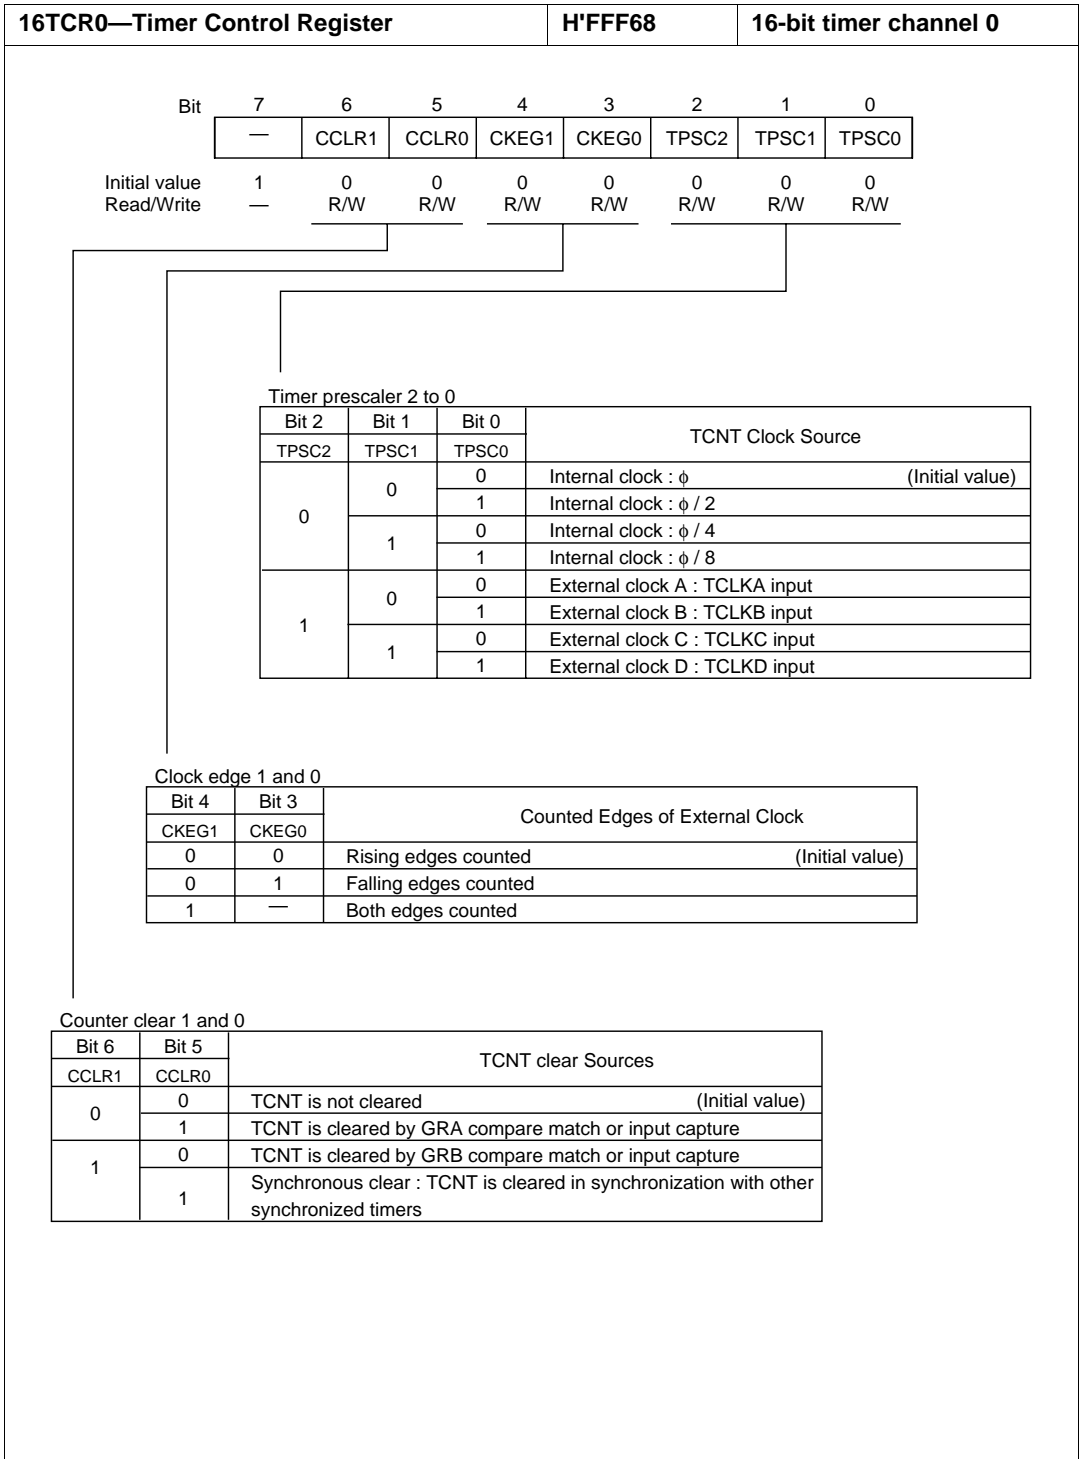 16TCR0—Timer Control Register H'FFF68 16-bit timer channel 0
Bit 7 6 5 4 3 2 1 0
— CCLR1 CCLR0 CKEG1 CKEG0 TPSC2 TPSC1 TPSC0
Initial value 1 0 0 0 0 0 0 0
Read/Write — R/W R/W R/W R/W R/W R/W R/W
Timer prescaler 2 to 0
Bit 2 Bit 1 Bit 0 TCNT Clock Source
TPSC2 TPSC1 TPSC0
0 0 0 Internal clock : ϕ (Initial value)
1 Internal clock : ϕ / 2
1 0 Internal clock : ϕ / 4
1 Internal clock : ϕ / 8
1 0 0 External clock A : TCLKA input
1 External clock B : TCLKB input
1 0 External clock C : TCLKC input
1 External clock D : TCLKD input
Clock edge 1 and 0
Bit 4 Bit 3 Counted Edges of External Clock
CKEG1 CKEG0
0 0 Rising edges counted (Initial value)
0 1 Falling edges counted
1 — Both edges counted
Counter clear 1 and 0
Bit 6 Bit 5 TCNT clear Sources
CCLR1 CCLR0
0 0 TCNT is not cleared (Initial value)
1 TCNT is cleared by GRA compare match or input capture
1 0 TCNT is cleared by GRB compare match or input capture
1 Synchronous clear : TCNT is cleared in synchronization with other
synchronized timers